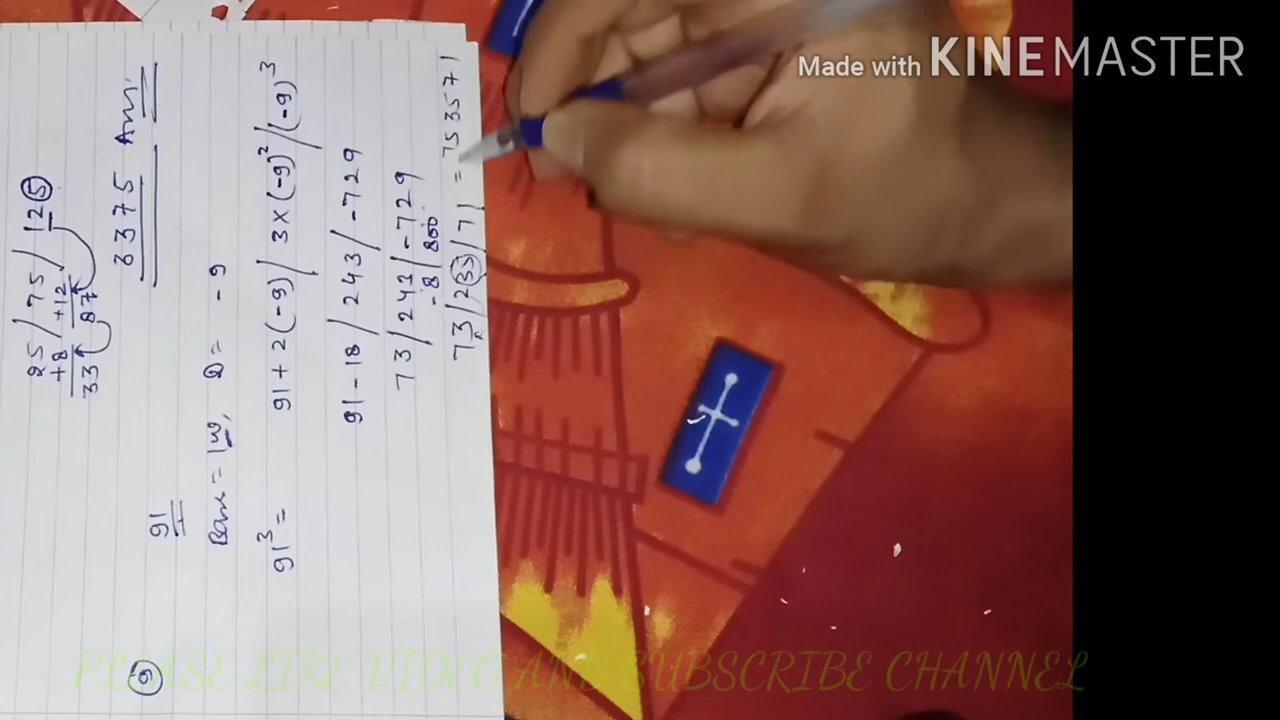 25 / 75 / 125
+8 +12
33 87
3375 Ans.
91
Base = 100, D = -9
91³ = 91 + 2(-9) / 3×(-9)² / (-9)³
91 - 18 / 243 / -729
73 / 243 / -729
-8 / 800
73 / 233 / 71 = 753571
Made with KINEMASTER
PLEASE LIKE VIDEO AND SUBSCRIBE CHANNEL